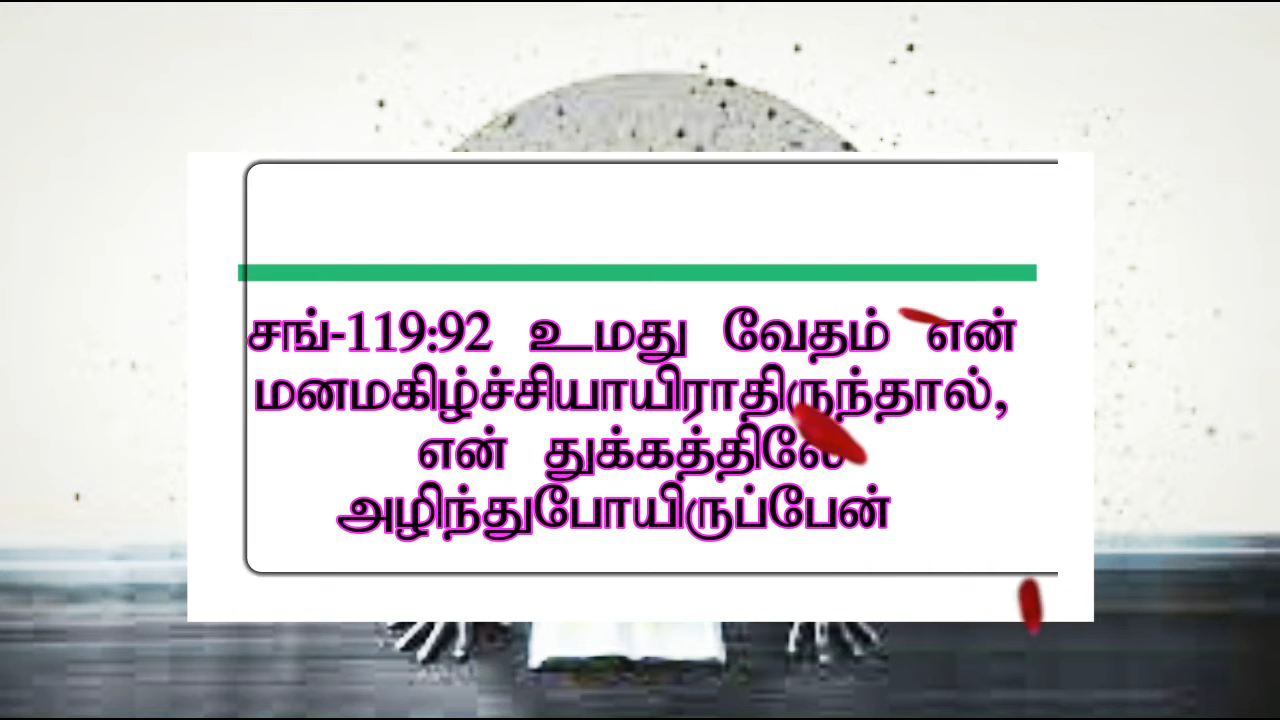 சங்-119:92 உமது வேதம் என்
மனமகிழ்ச்சியாயிராதிருந்தால்,
என் துக்கத்திலே
அழிந்துபோயிருப்பேன்